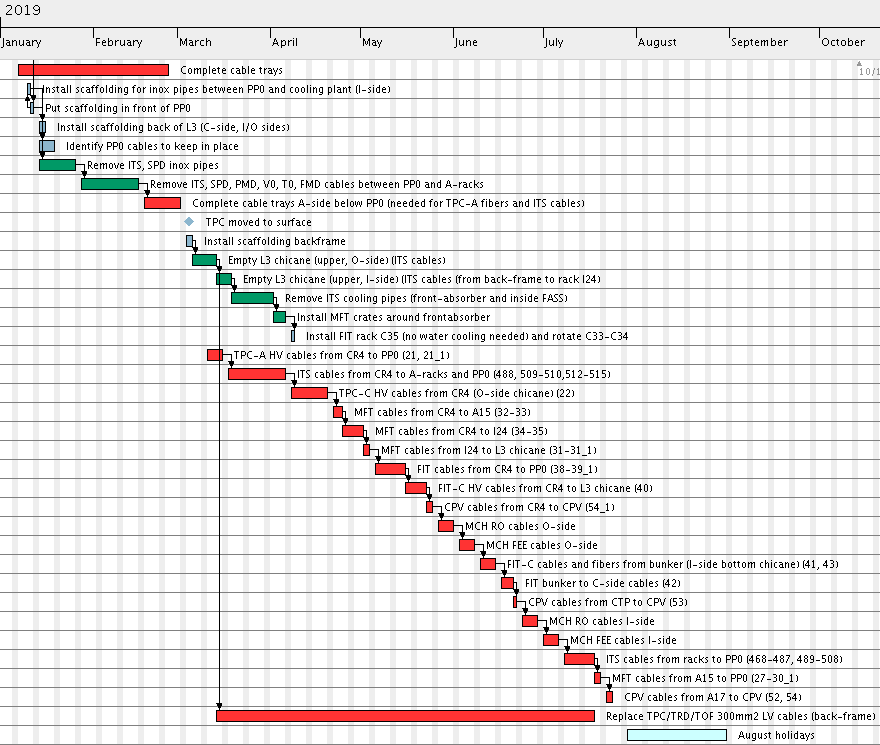 2019
January February March April May June July August September October
Complete cable trays
10/1
Install scaffolding for inox pipes between PP0 and cooling plant (I-side)
Put scaffolding in front of PP0
Install scaffolding back of L3 (C-side, I/O sides)
Identify PP0 cables to keep in place
Remove ITS, SPD inox pipes
Remove ITS, SPD, PMD, V0, T0, FMD cables between PP0 and A-racks
Complete cable trays A-side below PP0 (needed for TPC-A fibers and ITS cables)
TPC moved to surface
Install scaffolding backframe
Empty L3 chicane (upper, O-side) (ITS cables)
Empty L3 chicane (upper, I-side) (ITS cables (from back-frame to rack I24)
Remove ITS cooling pipes (front-absorber and inside FASS)
Install MFT crates around frontabsorber
Install FIT rack C35 (no water cooling needed) and rotate C33-C34
TPC-A HV cables from CR4 to PP0 (21, 21_1)
ITS cables from CR4 to A-racks and PP0 (488, 509-510,512-515)
TPC-C HV cables from CR4 (O-side chicane) (22)
MFT cables from CR4 to A15 (32-33)
MFT cables from CR4 to I24 (34-35)
MFT cables from I24 to L3 chicane (31-31_1)
FIT cables from CR4 to PP0 (38-39_1)
FIT-C HV cables from CR4 to L3 chicane (40)
CPV cables from CR4 to CPV (54_1)
MCH RO cables O-side
MCH FEE cables O-side
FIT-C cables and fibers from bunker (I-side bottom chicane) (41, 43)
FIT bunker to C-side cables (42)
CPV cables from CTP to CPV (53)
MCH RO cables I-side
MCH FEE cables I-side
ITS cables from racks to PP0 (468-487, 489-508)
MFT cables from A15 to PP0 (27-30_1)
CPV cables from A17 to CPV (52, 54)
Replace TPC/TRD/TOF 300mm2 LV cables (back-frame)
August holidays